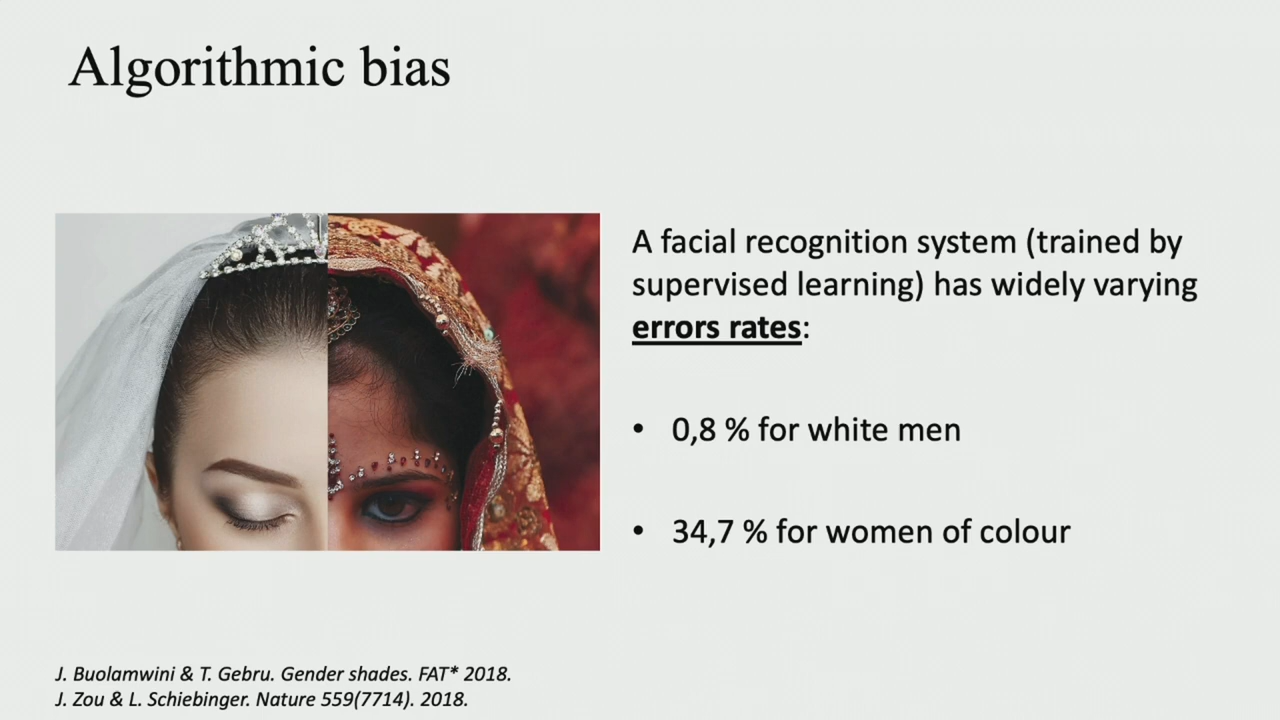 Algorithmic bias
A facial recognition system (trained by
supervised learning) has widely varying
errors rates:
• 0,8 % for white men
• 34,7 % for women of colour
J. Buolamwini & T. Gebru. Gender shades. FAT* 2018.
J. Zou & L. Schiebinger. Nature 559(7714). 2018.